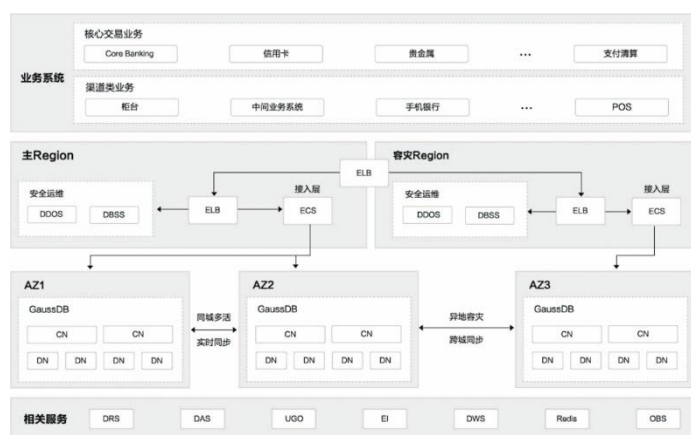 核心交易业务
Core Banking 信用卡 贵金属 ... 支付清算
业务系统
渠道类业务
柜台 中间业务系统 手机银行 ... POS
主Region 容灾Region
ELB
安全运维 接入层 安全运维 接入层
DDOS DBSS ELB ECS DDOS DBSS ELB ECS
AZ1 AZ2 AZ3
GaussDB GaussDB GaussDB
同城多活 异地容灾
CN CN CN CN CN CN
实时同步 跨城同步
DN DN DN DN DN DN DN DN DN DN DN DN
相关服务 DRS DAS UGO EI DWS Redis OBS